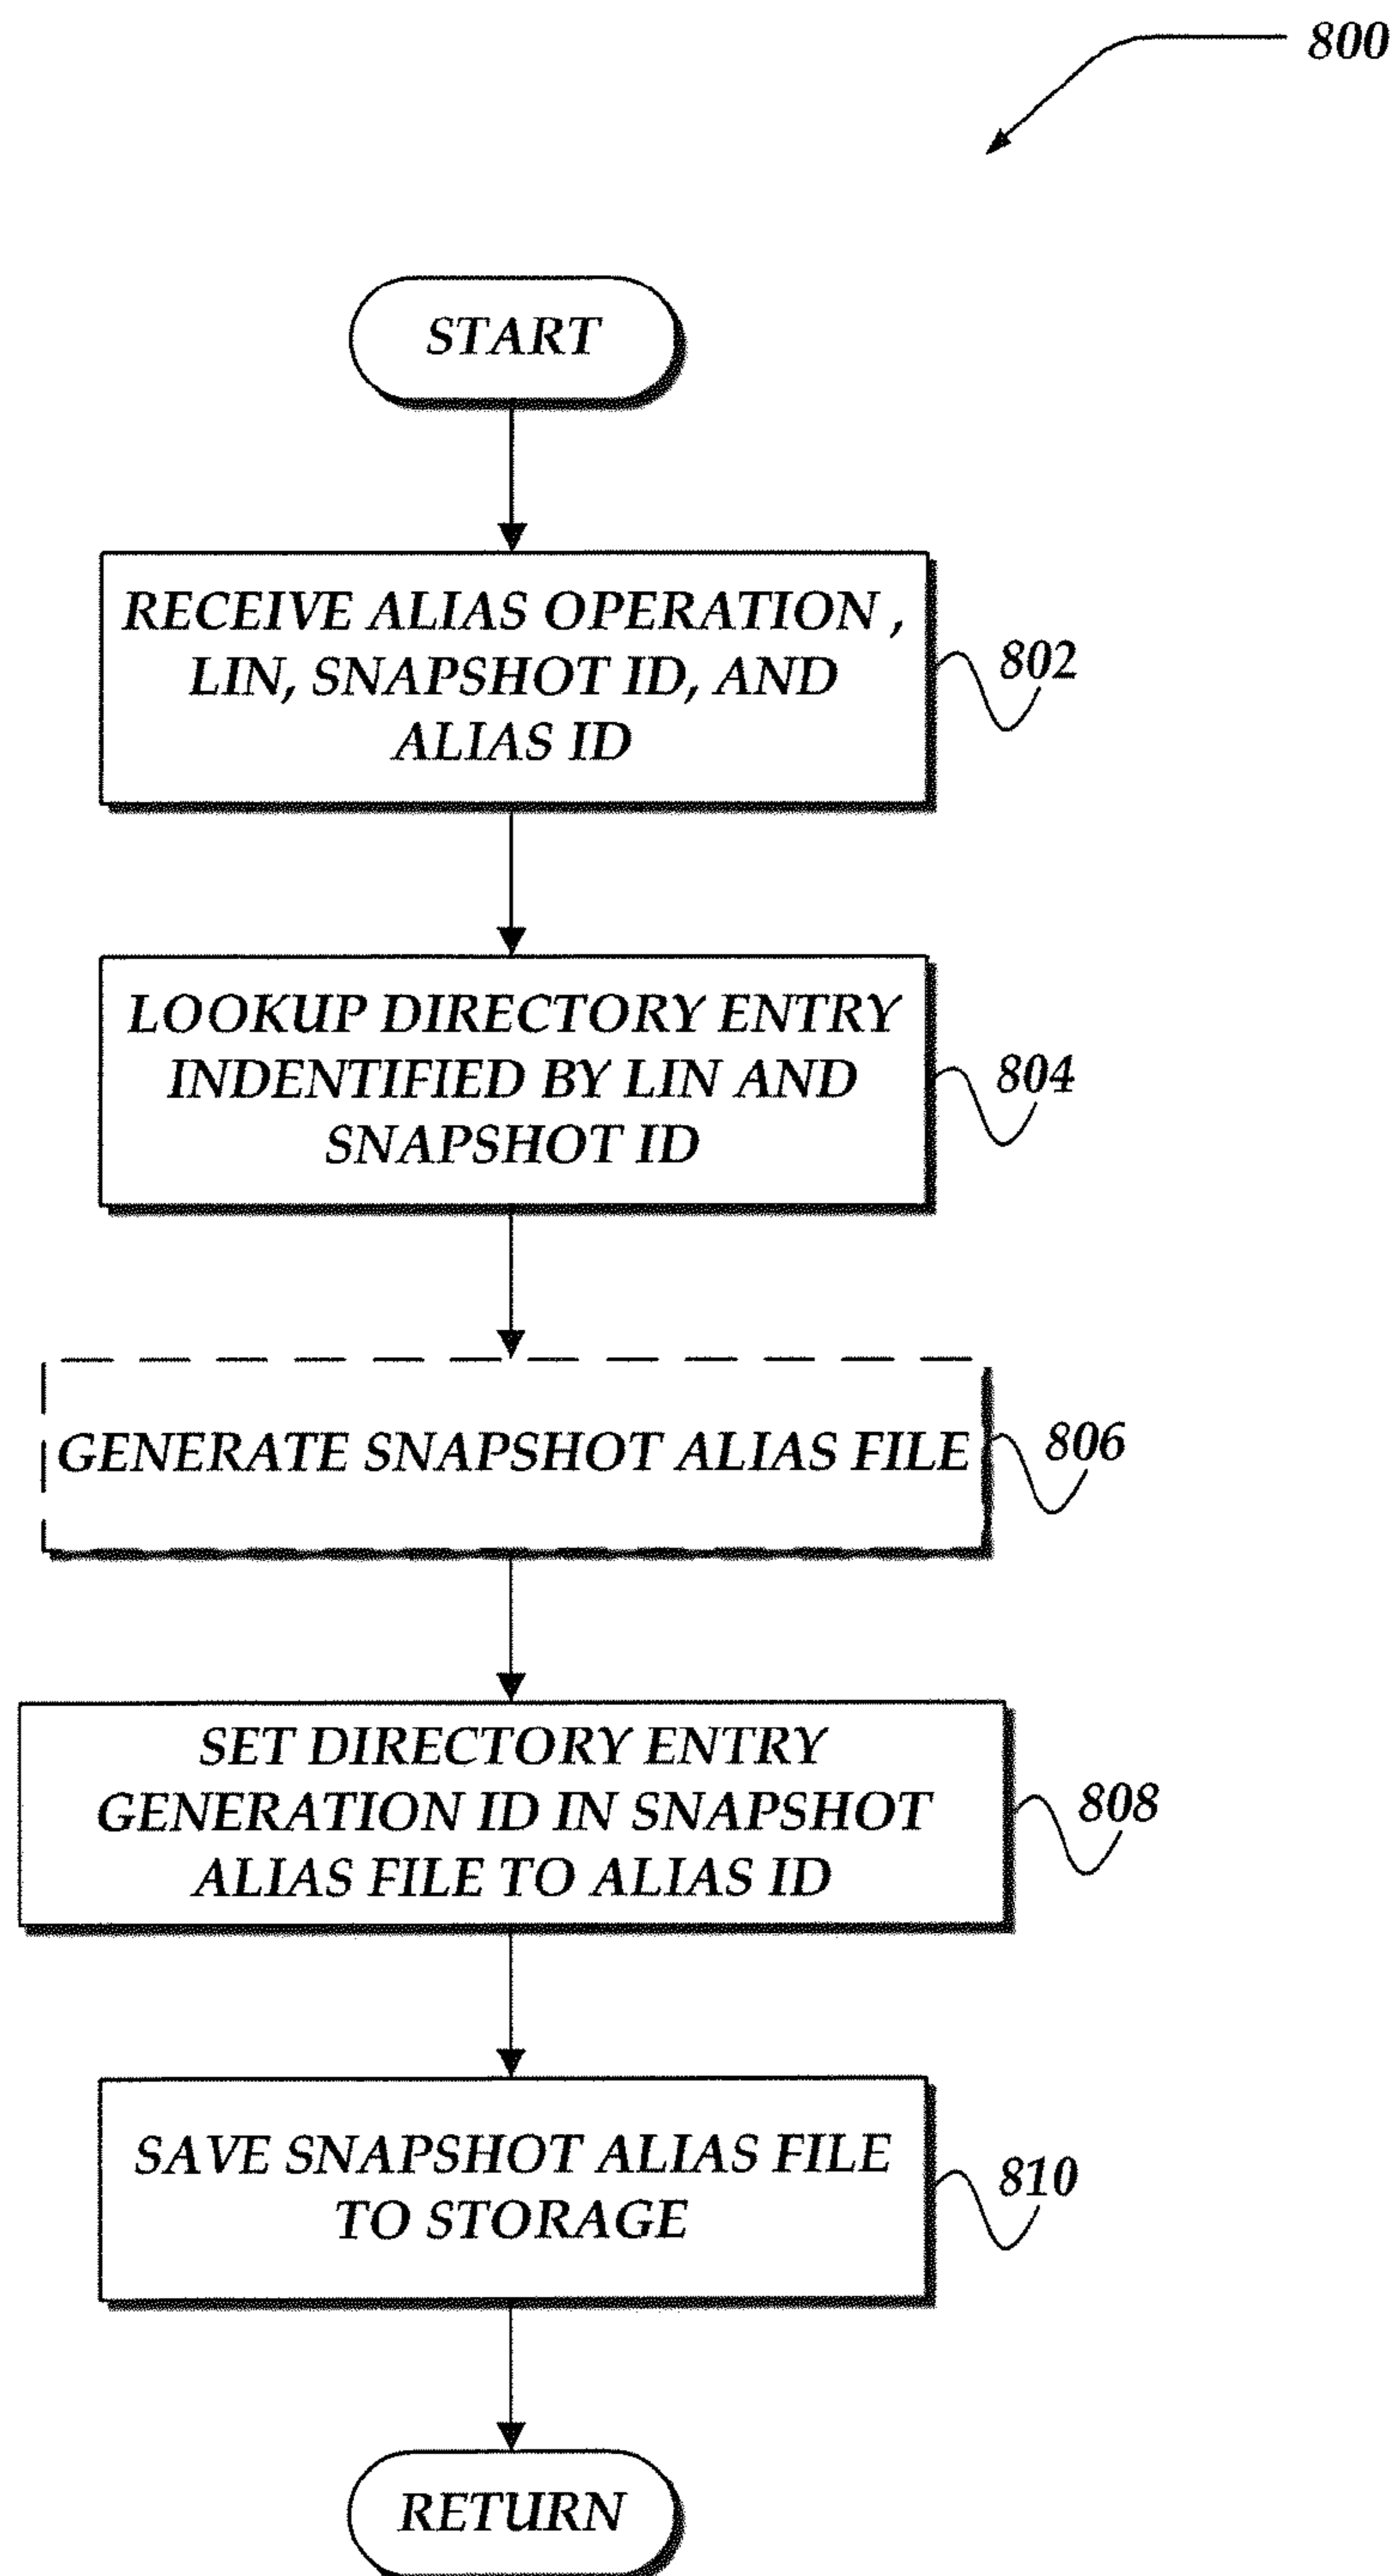 800
START
RECEIVE ALIAS OPERATION ,
LIN, SNAPSHOT ID, AND
ALIAS ID
802
LOOKUP DIRECTORY ENTRY
INDENTIFIED BY LIN AND
SNAPSHOT ID
804
GENERATE SNAPSHOT ALIAS FILE
806
SET DIRECTORY ENTRY
GENERATION ID IN SNAPSHOT
ALIAS FILE TO ALIAS ID
808
SAVE SNAPSHOT ALIAS FILE
TO STORAGE
810
RETURN